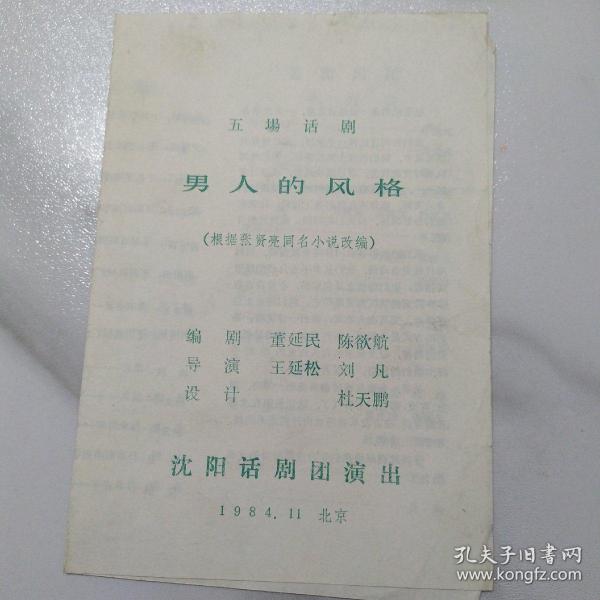 五場话剧
男人的风格
（根据张贤亮同名小说改编）
编剧 董延民 陈欲航
导演 王延松 刘凡
设计 杜天鹏
沈阳话剧团演出
1984.11 北京
孔夫子旧书网
www.kongfz.com